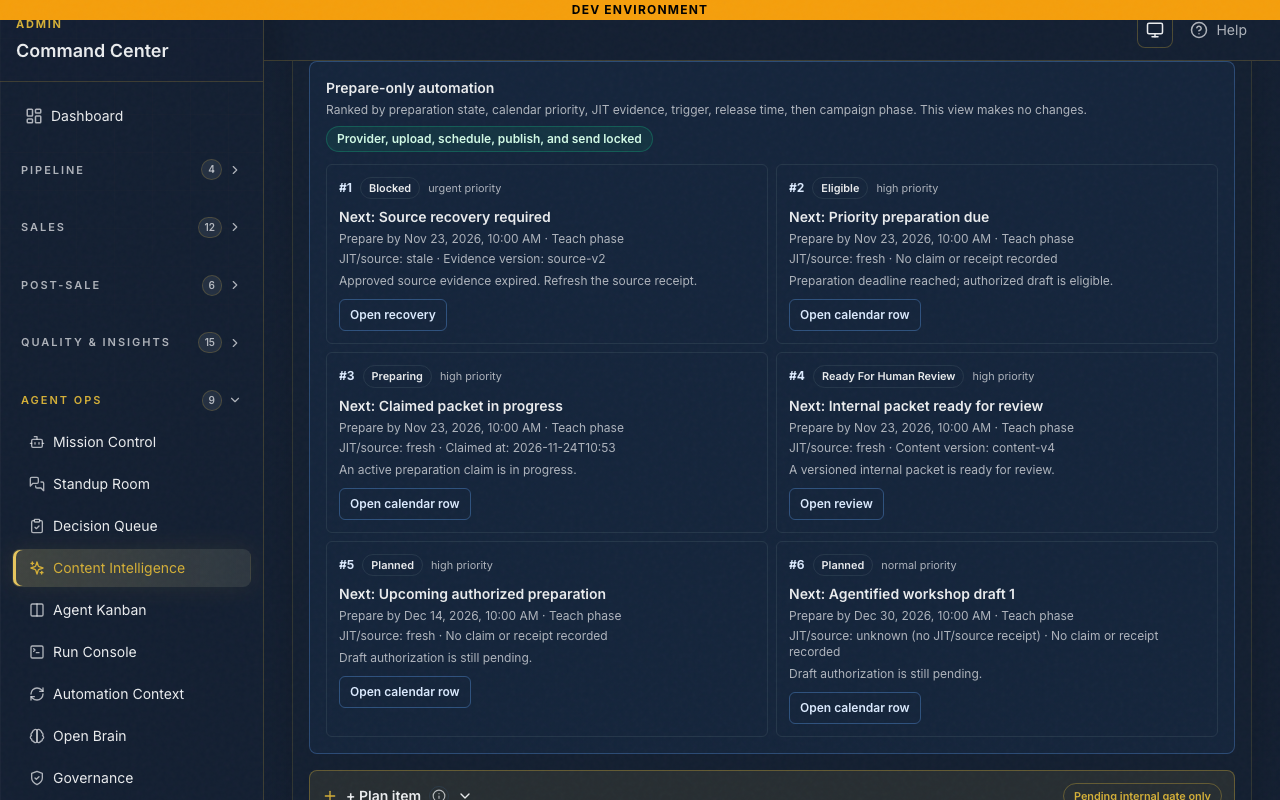 DEV ENVIRONMENT
ADMIN
Command Center
Help
Dashboard
PIPELINE 4
SALES 12
POST-SALE 6
QUALITY & INSIGHTS 15
AGENT OPS 9
Mission Control
Standup Room
Decision Queue
Content Intelligence
Agent Kanban
Run Console
Automation Context
Open Brain
Governance
Prepare-only automation
Ranked by preparation state, calendar priority, JIT evidence, trigger, release time, then campaign phase. This view makes no changes.
Provider, upload, schedule, publish, and send locked
#1 Blocked urgent priority
Next: Source recovery required
Prepare by Nov 23, 2026, 10:00 AM · Teach phase
JIT/source: stale · Evidence version: source-v2
Approved source evidence expired. Refresh the source receipt.
Open recovery
#2 Eligible high priority
Next: Priority preparation due
Prepare by Nov 23, 2026, 10:00 AM · Teach phase
JIT/source: fresh · No claim or receipt recorded
Preparation deadline reached; authorized draft is eligible.
Open calendar row
#3 Preparing high priority
Next: Claimed packet in progress
Prepare by Nov 23, 2026, 10:00 AM · Teach phase
JIT/source: fresh · Claimed at: 2026-11-24T10:53
An active preparation claim is in progress.
Open calendar row
#4 Ready For Human Review high priority
Next: Internal packet ready for review
Prepare by Nov 23, 2026, 10:00 AM · Teach phase
JIT/source: fresh · Content version: content-v4
A versioned internal packet is ready for review.
Open review
#5 Planned high priority
Next: Upcoming authorized preparation
Prepare by Dec 14, 2026, 10:00 AM · Teach phase
JIT/source: fresh · No claim or receipt recorded
Draft authorization is still pending.
Open calendar row
#6 Planned normal priority
Next: Agentified workshop draft 1
Prepare by Dec 30, 2026, 10:00 AM · Teach phase
JIT/source: unknown (no JIT/source receipt) · No claim or receipt
recorded
Draft authorization is still pending.
Open calendar row
+ Plan item
Pending internal gate only